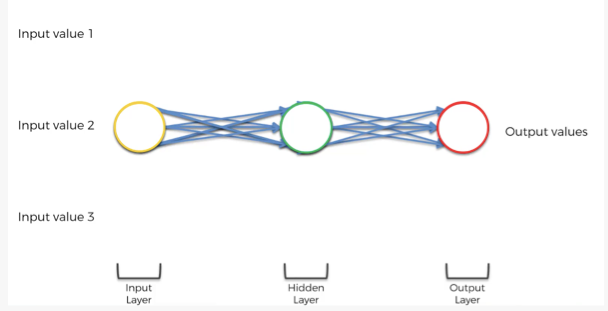 Input value 1
Input value 2
Output values
Input value 3
Input
Layer
Hidden
Layer
Output
Layer